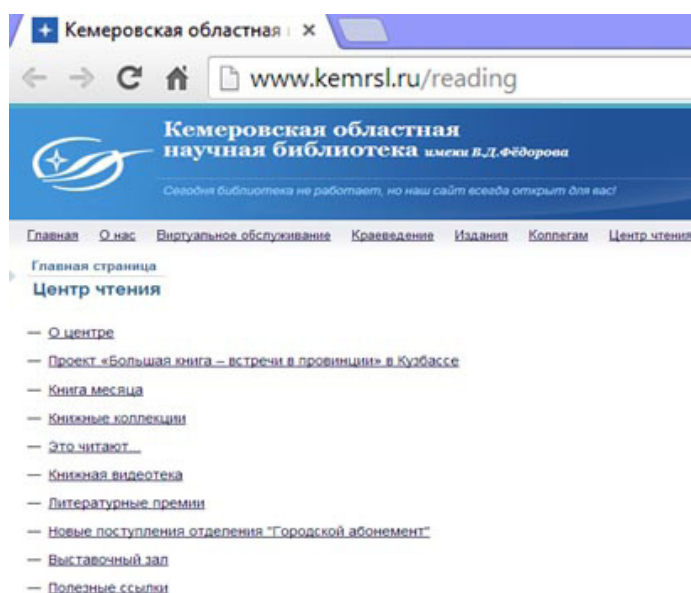 Кемеровская областная
www.kemrsl.ru/reading
Кемеровская областная
научная библиотека имени В.Д.Фёдорова
Сегодня библиотека не работает, но наш сайт всегда открыт для вас!
Главная О нас Виртуальное обслуживание Краеведение Издания Коллегам Центр чтения
Главная страница
Центр чтения
— О центре
— Проект «Большая книга – встречи в провинции» в Кузбассе
— Книга месяца
— Книжные коллекции
— Это читают...
— Книжная видеотека
— Литературные премии
— Новые поступления отделения "Городской абонемент"
— Выставочный зал
— Полезные ссылки